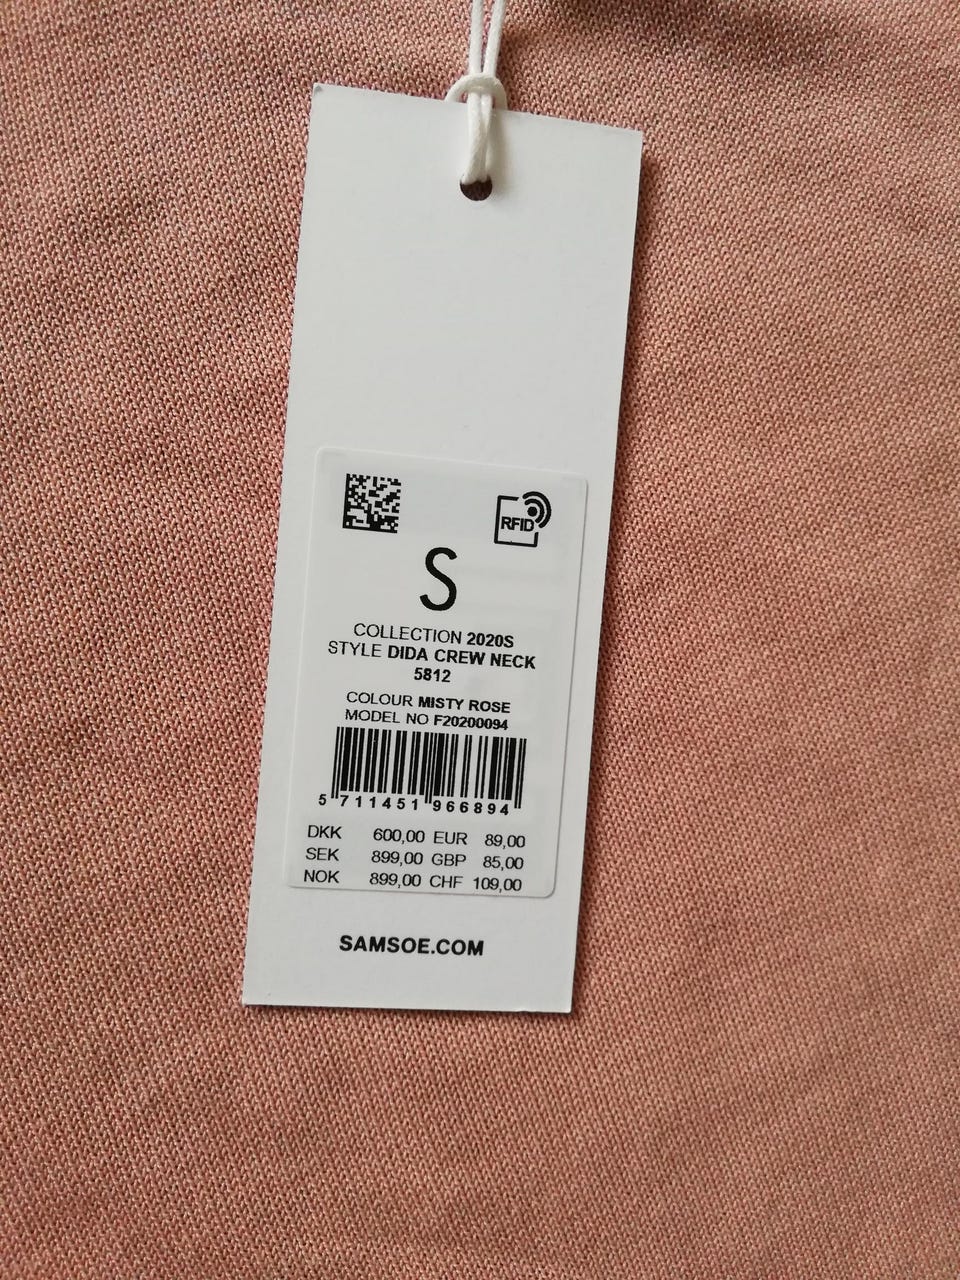 RFID
S
COLLECTION 2020S
STYLE DIDA CREW NECK
5812
COLOUR MISTY ROSE
MODEL NO F20200094
5 711451 966894
DKK 600,00 EUR 89,00
SEK 899,00 GBP 85,00
NOK 899,00 CHF 109,00
SAMSOE.COM